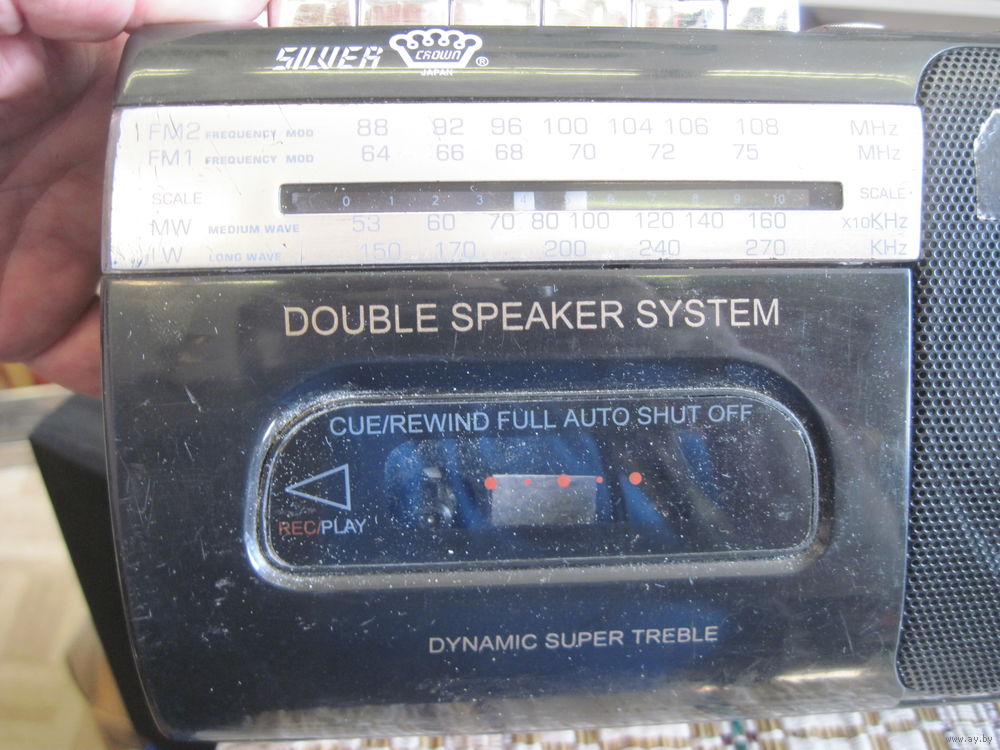 SILVER CROWN ®
JAPAN
FM2 FREQUENCY MOD 88 92 96 100 104 106 108 MHz
FM1 FREQUENCY MOD 64 66 68 70 72 75 MHz
SCALE 0 1 2 3 4 5 6 7 8 9 10 SCALE
MW MEDIUM WAVE 53 60 70 80 100 120 140 160 X10KHz
LW LONG WAVE 150 170 200 240 270 KHz
DOUBLE SPEAKER SYSTEM
CUE/REWIND FULL AUTO SHUT OFF
REC/PLAY
DYNAMIC SUPER TREBLE
www.ay.by